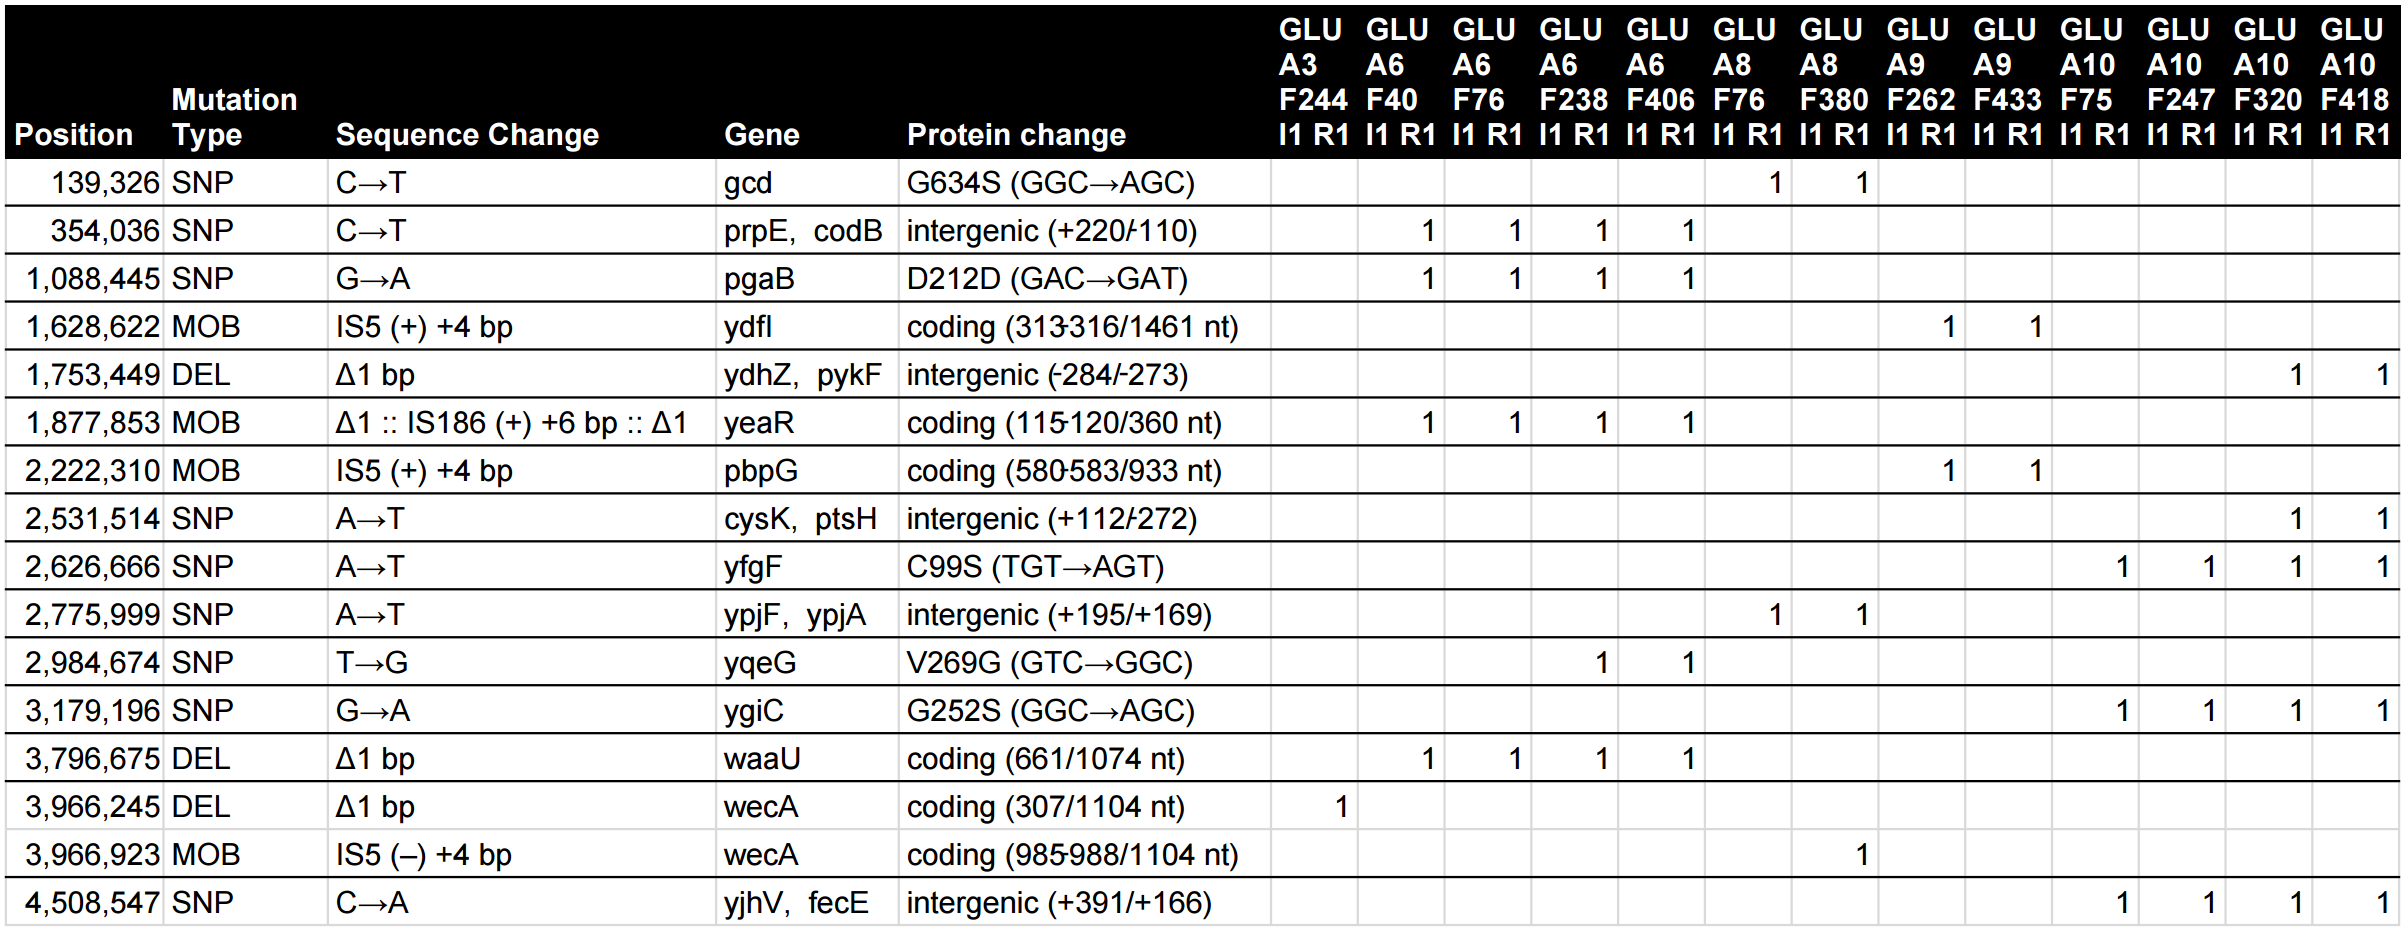 Position Mutation Type Sequence Change Gene Protein change GLU A3 F244 I1 R1 GLU A6 F40 I1 R1 GLU A6 F76 I1 R1 GLU A6 F238 I1 R1 GLU A6 F406 I1 R1 GLU A8 F76 I1 R1 GLU A8 F380 I1 R1 GLU A9 F262 I1 R1 GLU A9 F433 I1 R1 GLU A10 F75 I1 R1 GLU A10 F247 I1 R1 GLU A10 F320 I1 R1 GLU A10 F418 I1 R1
139,326 SNP C→T gcd G634S (GGC→AGC) 1 1
354,036 SNP C→T prpE, codB intergenic (+220/-110) 1 1 1 1
1,088,445 SNP G→A pgaB D212D (GAC→GAT) 1 1 1 1
1,628,622 MOB IS5 (+) +4 bp ydfI coding (313-316/1461 nt) 1 1
1,753,449 DEL Δ1 bp ydhZ, pykF intergenic (-284/-273) 1 1
1,877,853 MOB Δ1 :: IS186 (+) +6 bp :: Δ1 yeaR coding (115-120/360 nt) 1 1 1 1
2,222,310 MOB IS5 (+) +4 bp pbpG coding (580-583/933 nt) 1 1
2,531,514 SNP A→T cysK, ptsH intergenic (+112/-272) 1 1
2,626,666 SNP A→T yfgF C99S (TGT→AGT) 1 1 1 1
2,775,999 SNP A→T ypjF, ypjA intergenic (+195/+169) 1 1
2,984,674 SNP T→G yqeG V269G (GTC→GGC) 1 1
3,179,196 SNP G→A ygiC G252S (GGC→AGC) 1 1 1 1
3,796,675 DEL Δ1 bp waaU coding (661/1074 nt) 1 1 1 1
3,966,245 DEL Δ1 bp wecA coding (307/1104 nt) 1
3,966,923 MOB IS5 (–) +4 bp wecA coding (985-988/1104 nt) 1
4,508,547 SNP C→A yjhV, fecE intergenic (+391/+166) 1 1 1 1